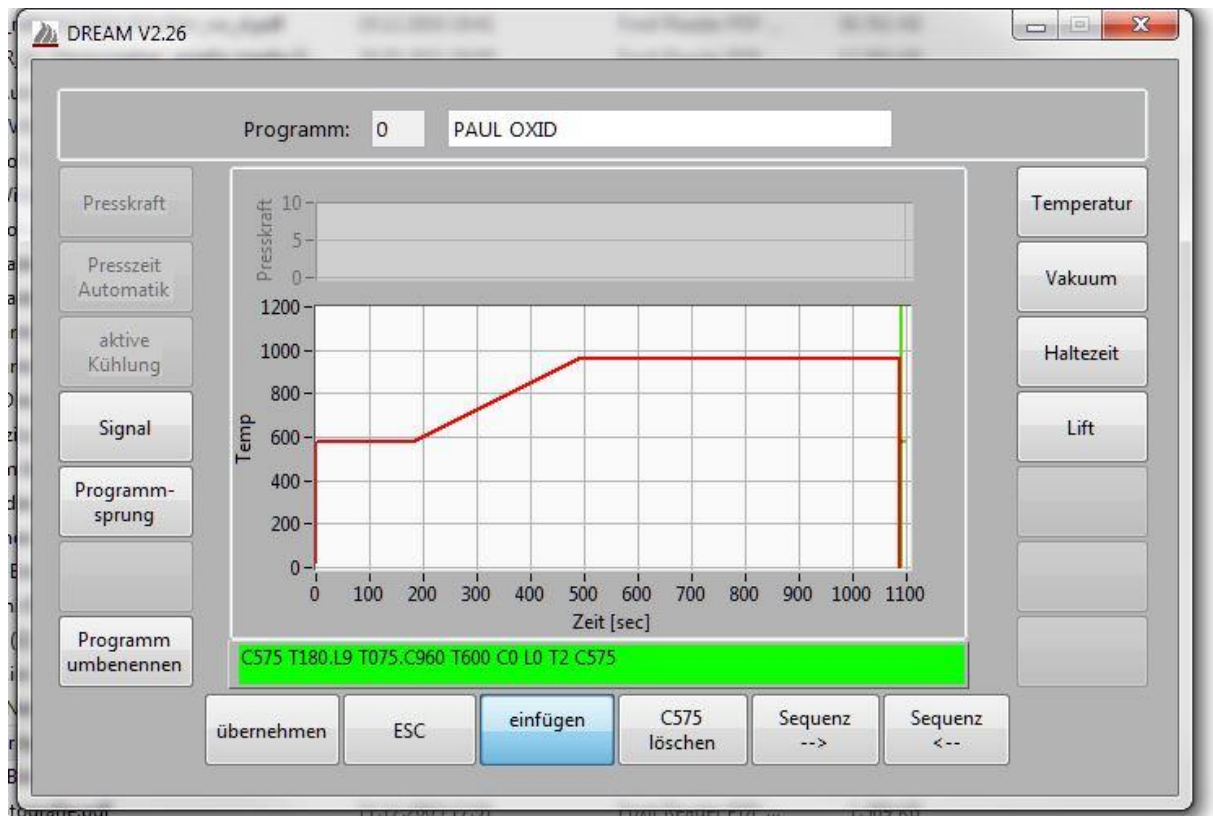 DREAM V2.26
Programm: 0 PAUL OXID
Presskraft
Presszeit
Automatik
aktive
Kühlung
Signal
Programm-
sprung
Programm
umbenennen
Presskraft
10
5
0
Temp
1200
1000
800
600
400
200
0
0 100 200 300 400 500 600 700 800 900 1000 1100
Zeit [sec]
C575 T180.L9 T075.C960 T600 C0 L0 T2 C575
Temperatur
Vakuum
Haltezeit
Lift
übernehmen
ESC
einfügen
C575
löschen
Sequenz
-->
Sequenz
<--